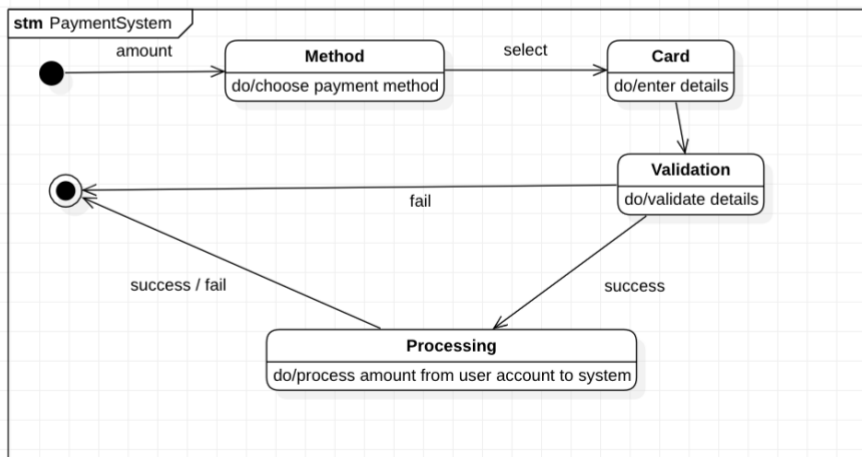 stm PaymentSystem
amount
Method
do/choose payment method
select
Card
do/enter details
Validation
do/validate details
fail
success / fail
success
Processing
do/process amount from user account to system